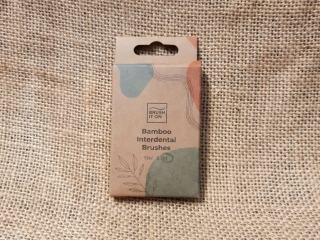 BRUSH
IT ON
Bamboo
Interdental
Brushes